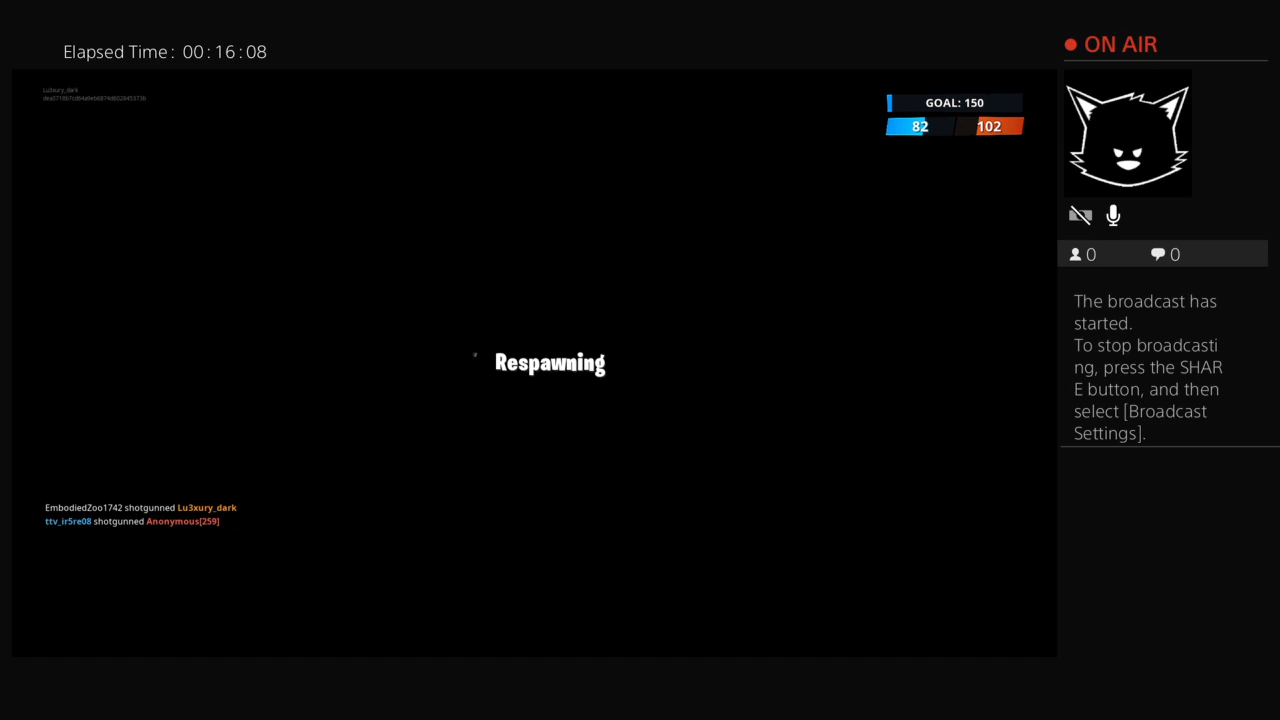 Elapsed Time: 00:16:08
ON AIR
Lu3xury_dark
GOAL: 150
82 102
0 0
The broadcast has
started.
To stop broadcasti
ng, press the SHAR
E button, and then
select [Broadcast
Settings].
Respawning
EmbodiedZoo1742 shotgunned Lu3xury_dark
ttv_ir5re08 shotgunned Anonymous[259]